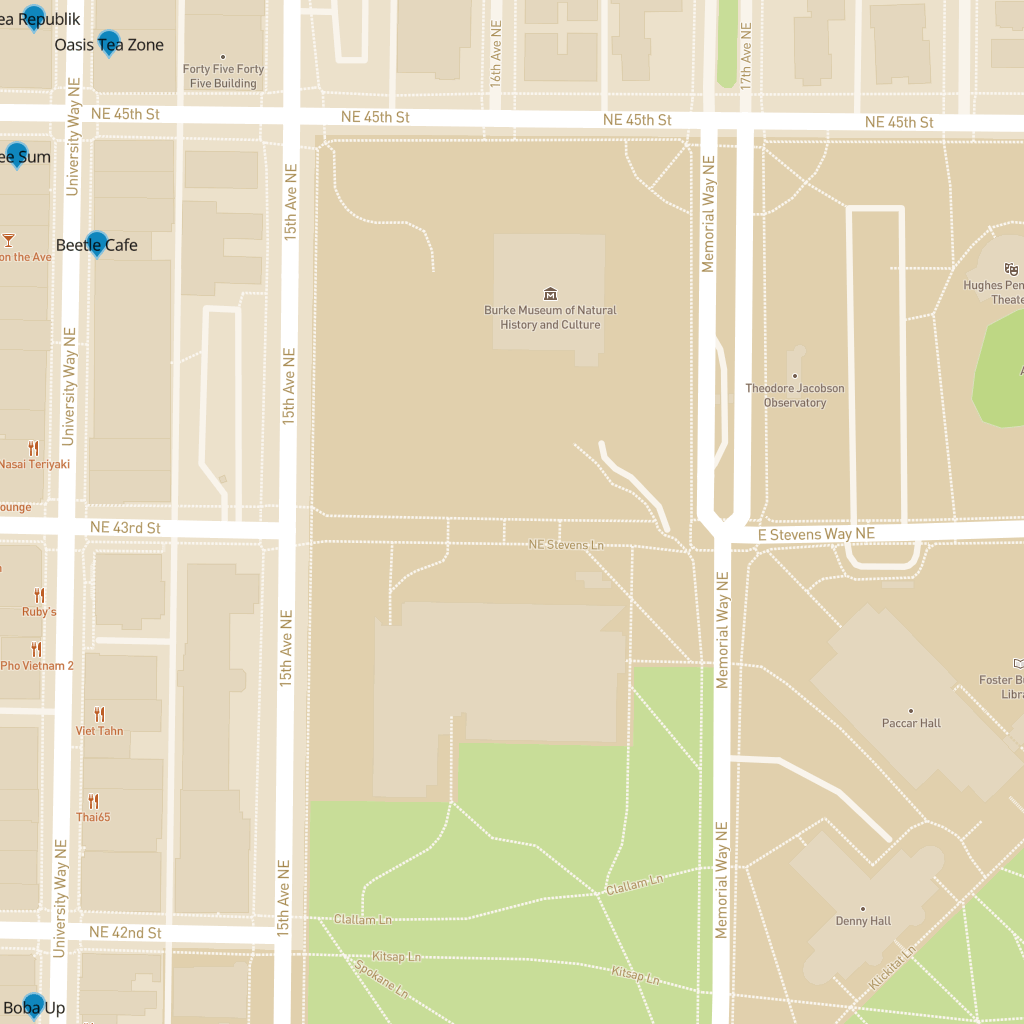 ea Republik
Oasis Tea Zone
Forty Five Forty
Five Building
16th Ave NE
17th Ave NE
University Way NE
NE 45th St
NE 45th St
NE 45th St
NE 45th St
ee Sum
15th Ave NE
Memorial Way NE
Beetle Cafe
on the Ave
Hughes Pen
Theate
Burke Museum of Natural
History and Culture
University Way NE
15th Ave NE
Theodore Jacobson
Observatory
A
Nasai Teriyaki
ounge
NE 43rd St
NE Stevens Ln
E Stevens Way NE
Ruby's
Memorial Way NE
15th Ave NE
Pho Vietnam 2
Foster Bu
Libra
Viet Tahn
Paccar Hall
Thai65
University Way NE
15th Ave NE
Memorial Way NE
Clallam Ln
Clallam Ln
Denny Hall
NE 42nd St
Kitsap Ln
Kitsap Ln
Spokane Ln
Klickitat Ln
Boba Up